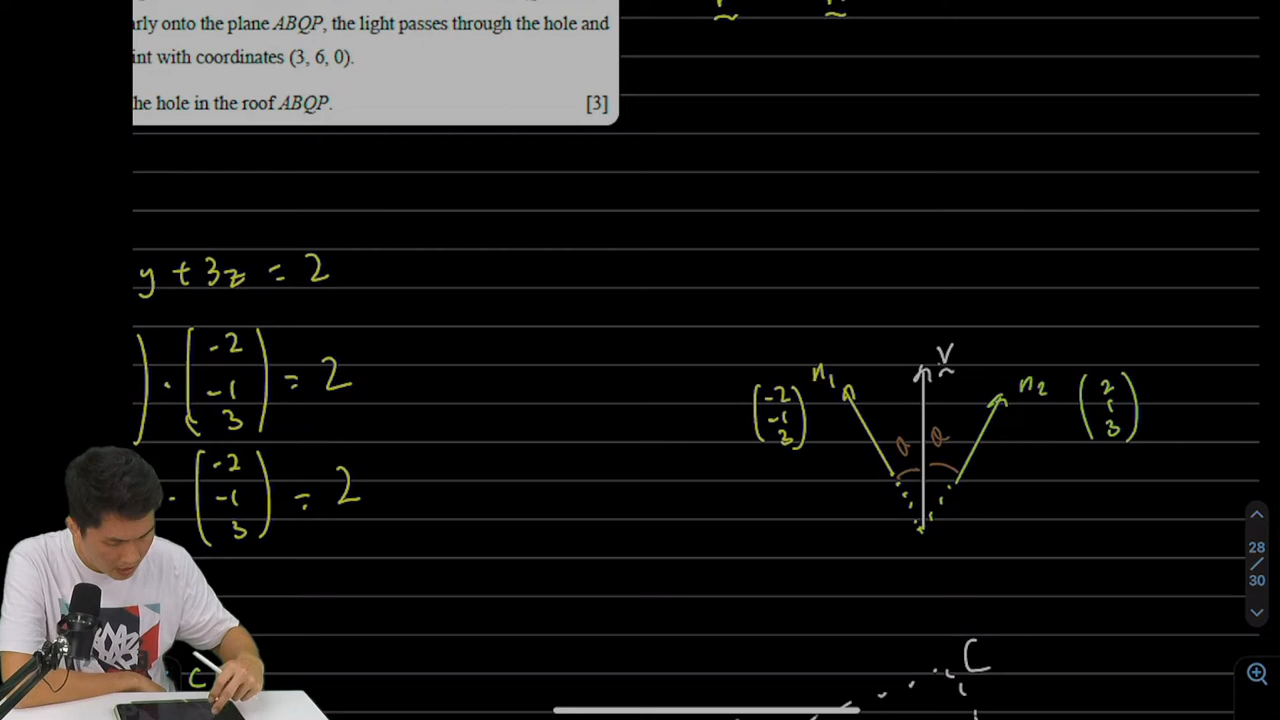 arly onto the plane ABQP, the light passes through the hole and
int with coordinates (3, 6, 0).
he hole in the roof ABQP. [3]
y + 3z = 2
) · (-2 -1 3) = 2
· (-2 -1 3) = 2
n1 (-2 -1 3)
v
n2 (2 1 3)
θ θ
C
C
28
/
30